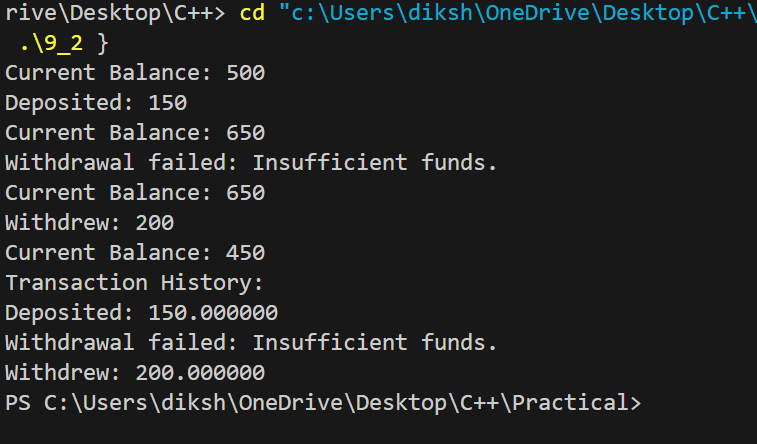 rive\Desktop\C++> cd "c:\Users\diksh\OneDrive\Desktop\C++\
.\9_2 }
Current Balance: 500
Deposited: 150
Current Balance: 650
Withdrawal failed: Insufficient funds.
Current Balance: 650
Withdrew: 200
Current Balance: 450
Transaction History:
Deposited: 150.000000
Withdrawal failed: Insufficient funds.
Withdrew: 200.000000
PS C:\Users\diksh\OneDrive\Desktop\C++\Practical>